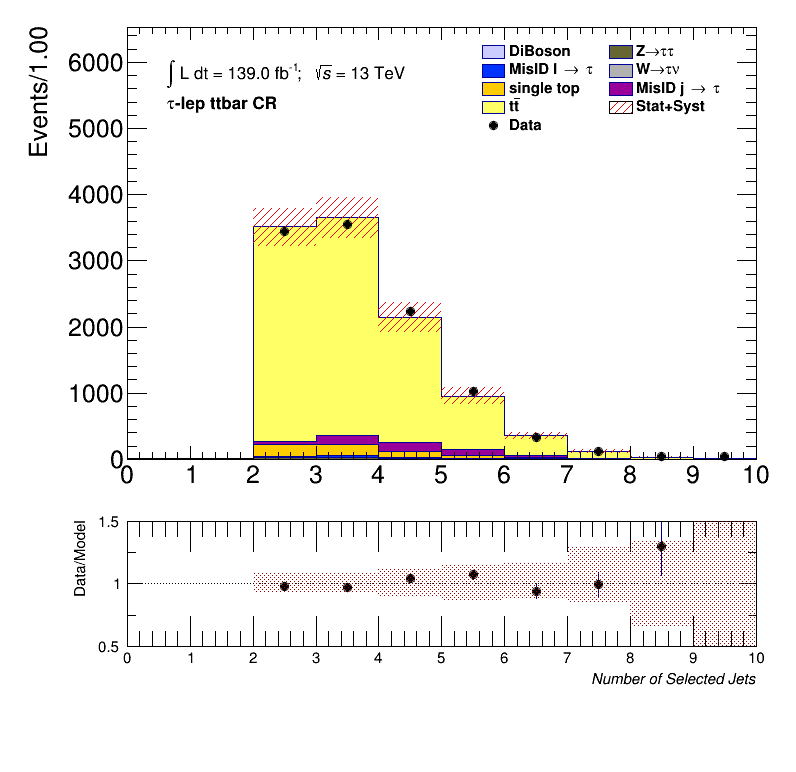 Events/1.00
6000
5000
4000
3000
2000
1000
0
∫ L dt = 139.0 fb⁻¹; √s = 13 TeV
τ-lep ttbar CR
DiBoson Z→ττ
MisID l → τ W→τν
single top MisID j → τ
tt̄ Stat+Syst
Data
0 1 2 3 4 5 6 7 8 9 10
Data/Model
1.5
1
0.5
0 1 2 3 4 5 6 7 8 9 10
Number of Selected Jets